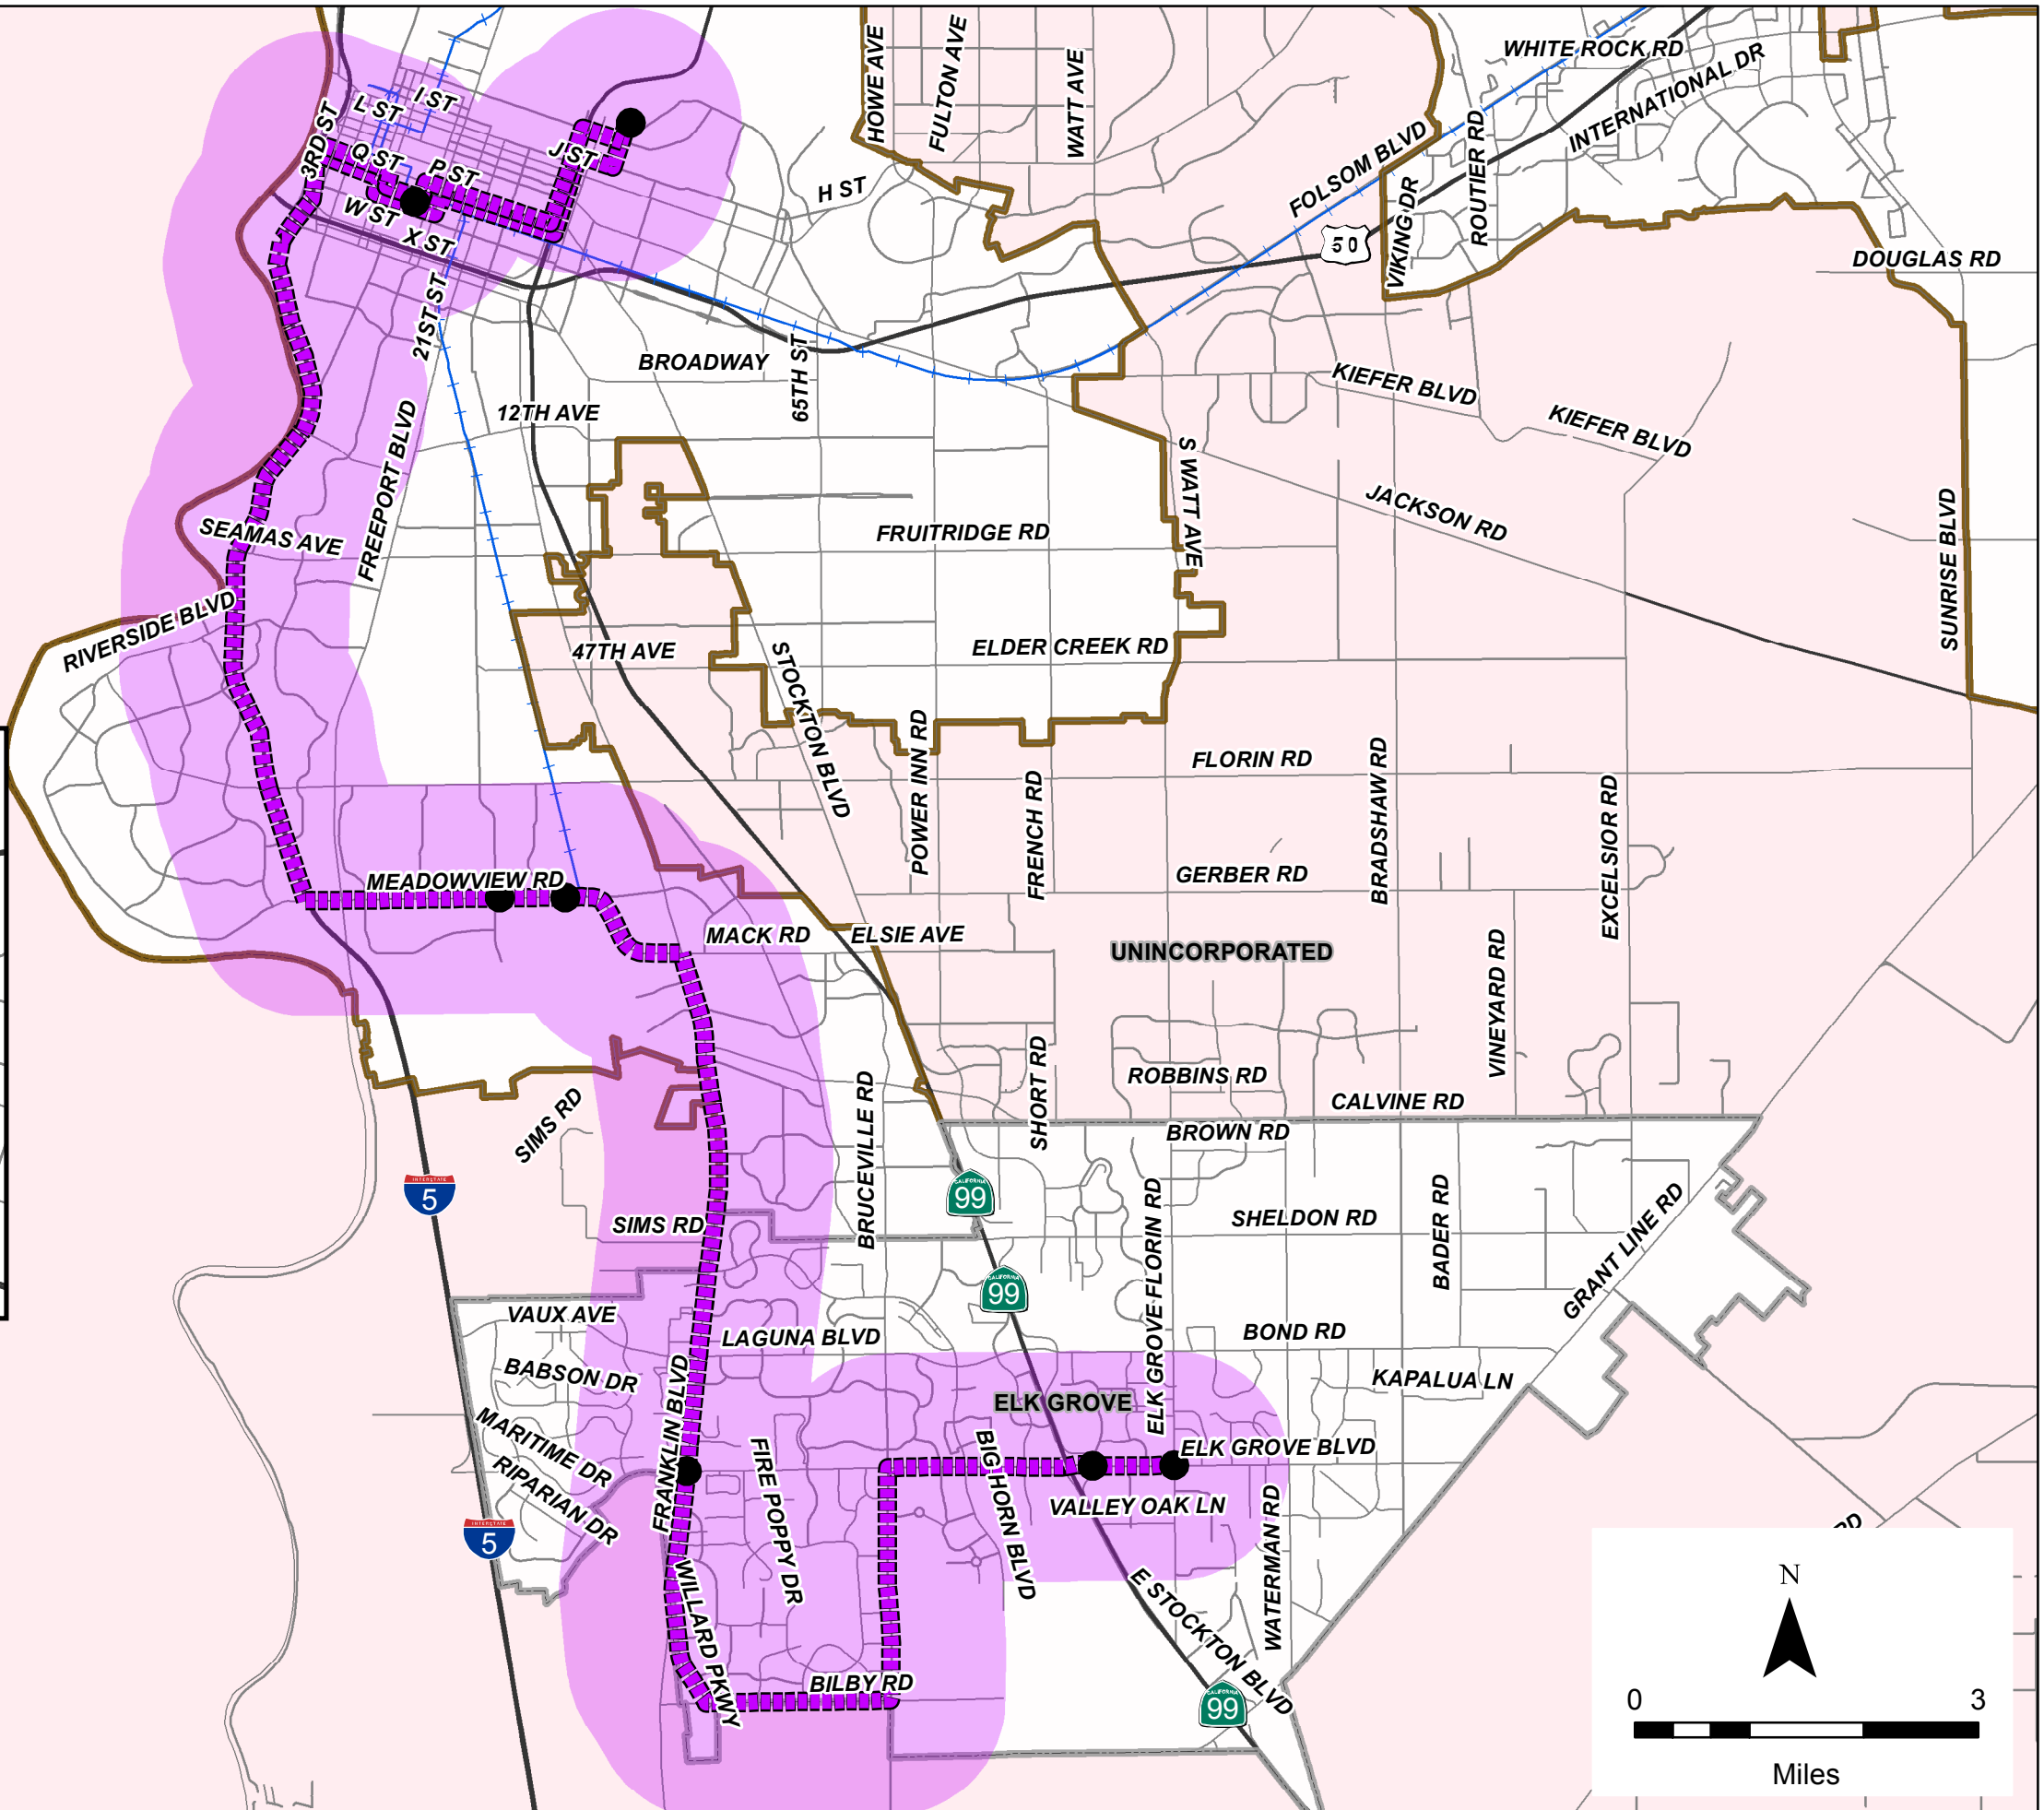 WHITE ROCK RD
INTERNATIONAL DR
HOWE AVE
FULTON AVE
WATT AVE
I ST
L ST
3RD ST
Q ST
P ST
J ST
W ST
X ST
H ST
FOLSOM BLVD
ROUTIER RD
VIKING DR
50
DOUGLAS RD
21ST ST
BROADWAY
65TH ST
KIEFER BLVD
KIEFER BLVD
12TH AVE
FREEPORT BLVD
S WATT AVE
JACKSON RD
SUNRISE BLVD
SEAMAS AVE
FRUITRIDGE RD
RIVERSIDE BLVD
47TH AVE
ELDER CREEK RD
STOCKTON BLVD
POWER INN RD
FRENCH RD
FLORIN RD
BRADSHAW RD
EXCELSIOR RD
MEADOWVIEW RD
GERBER RD
MACK RD
ELSIE AVE
UNINCORPORATED
VINEYARD RD
SHORT RD
ROBBINS RD
CALVINE RD
BROWN RD
SIMS RD
BRUCEVILLE RD
INTERSTATE
5
CALIFORNIA
99
SIMS RD
SHELDON RD
BADER RD
GRANT LINE RD
ELK GROVE FLORIN RD
CALIFORNIA
99
VAUX AVE
LAGUNA BLVD
BOND RD
BABSON DR
KAPALUA LN
ELK GROVE
FRANKLIN BLVD
MARITIME DR
RIPARIAN DR
FIRE POPPY DR
BIG HORN BLVD
ELK GROVE BLVD
VALLEY OAK LN
WATERMAN RD
INTERSTATE
5
WILLARD PKWY
E STOCKTON BLVD
BILBY RD
CALIFORNIA
99
RD
N
0 3
Miles